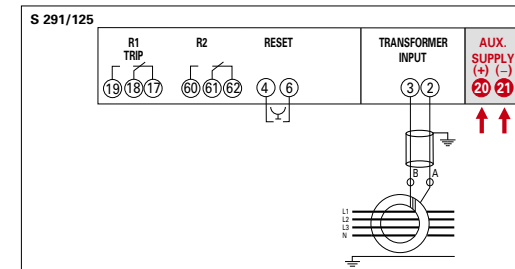 S 291/125
R1 R2 RESET TRANSFORMER AUX.
TRIP INPUT SUPPLY
(+) (–)
19 18 17 60 61 62 4 6 3 2 20 21
B A
L1
L2
L3
N